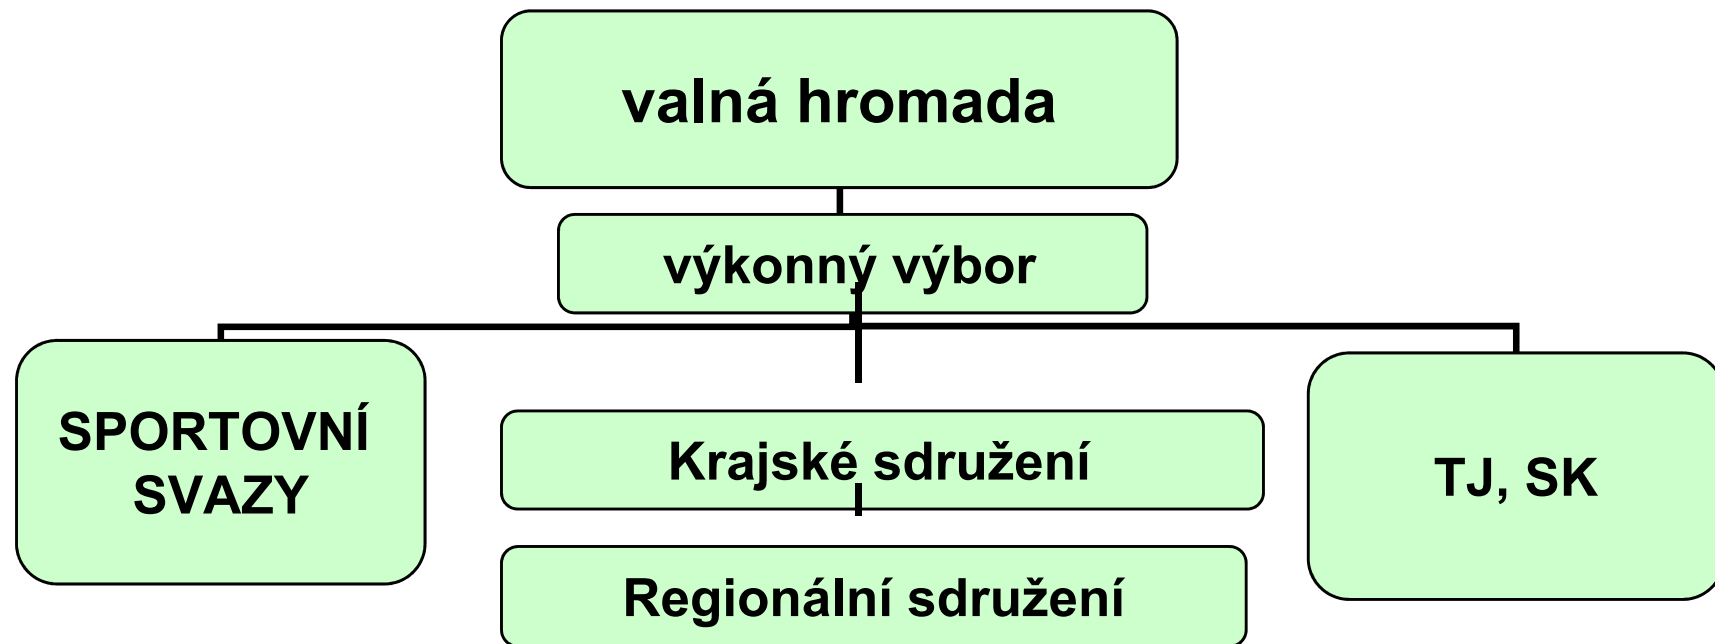 valná hromada
výkonný výbor
SPORTOVNÍ
SVAZY
Krajské sdružení
Regionální sdružení
TJ, SK